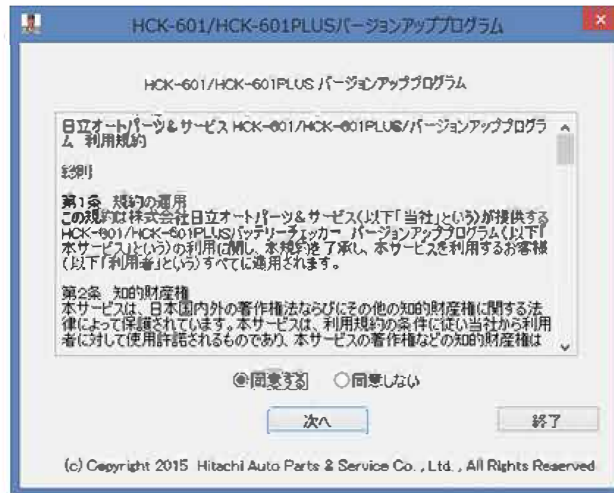 HCK-601/HCK-601PLUSバージョンアッププログラム
HCK-601/HCK-601PLUS バージョンアッププログラム
日立オートパーツ&サービス HCK-601/HCK-601PLUS/バージョンアッププログラ
ム 利用規約
総則
第1条 規約の運用
この規約は株式会社日立オートパーツ&サービス(以下「当社」という)が提供する
HCK-601/HCK-601PLUSバッテリーチェッカー バージョンアッププログラム(以下「
本サービス」という)の利用に関し、本規約を了承し、本サービスを利用するお客様
(以下「利用者」という)すべてに適用されます。
第2条 知的財産権
本サービスは、日本国内外の著作権法ならびにその他の知的財産権に関する法
律によって保護されています。本サービスは、利用規約の条件に従い当社から利用
者に対して使用許諾されるものであり、本サービスの著作権などの知的財産権は
同意する 同意しない
次へ 終了
(c) Copyright 2015 Hitachi Auto Parts & Service Co., Ltd., All Rights Reserved